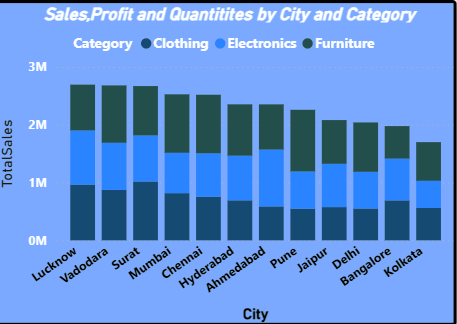 Sales,Profit and Quantitites by City and Category
Category Clothing Electronics Furniture
3M
2M
1M
0M
TotalSales
Lucknow
Vadodara
Surat
Mumbai
Chennai
Hyderabad
Ahmedabad
Pune
Jaipur
Delhi
Bangalore
Kolkata
City